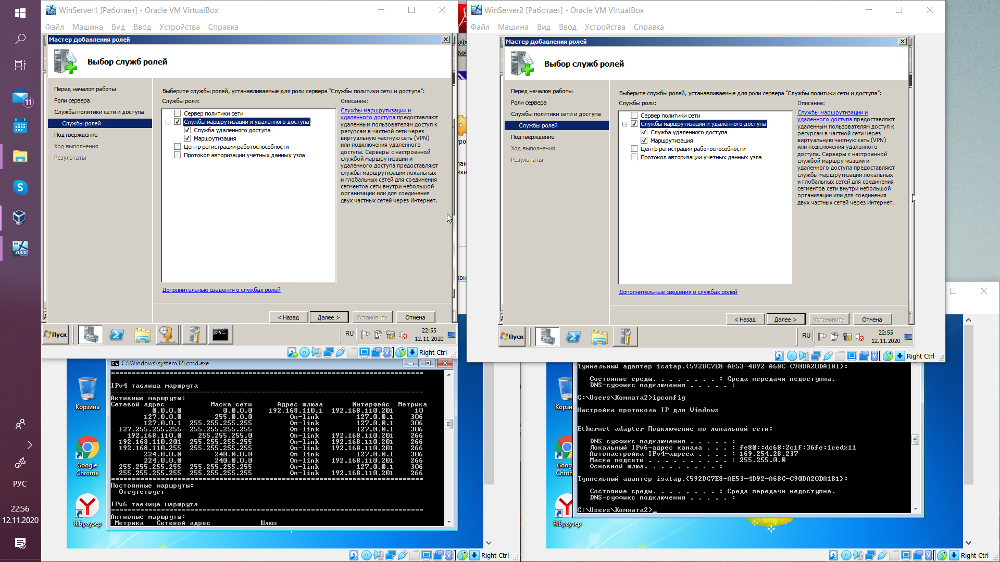 WinServer1 [Работает] - Oracle VM VirtualBox
Файл Машина Вид Ввод Устройства Справка
Мастер добавления ролей
Выбор служб ролей
Перед началом работы
Роли сервера
Службы политики сети и доступа
Службы ролей
Подтверждение
Ход выполнения
Результаты
Выберите службы ролей, устанавливаемые для роли сервера "Службы политики сети и доступа":
Службы роли:
Сервер политики сети
Службы маршрутизации и удаленного доступа
Служба удаленного доступа
Маршрутизация
Центр регистрации работоспособности
Протокол авторизации учетных данных узла
Описание:
Службы маршрутизации и
удаленного доступа предоставляют
удаленным пользователям доступ к
ресурсам в частной сети через
виртуальную частную сеть (VPN)
или подключения удаленного
доступа. Серверы с настроенной
службой маршрутизации и
удаленного доступа предоставляют
службы маршрутизации локальных
и глобальных сетей для соединения
сегментов сети внутри небольшой
организации или для соединения
двух частных сетей через Интернет.
Дополнительные сведения о службах ролей
< Назад Далее > Установить Отмена
Пуск
RU
22:55
12.11.2020
Right Ctrl
WinServer2 [Работает] - Oracle VM VirtualBox
Файл Машина Вид Ввод Устройства Справка
Мастер добавления ролей
Выбор служб ролей
Перед началом работы
Роли сервера
Службы политики сети и доступа
Службы ролей
Подтверждение
Ход выполнения
Результаты
Выберите службы ролей, устанавливаемые для роли сервера "Службы политики сети и доступа":
Службы роли:
Сервер политики сети
Службы маршрутизации и удаленного доступа
Служба удаленного доступа
Маршрутизация
Центр регистрации работоспособности
Протокол авторизации учетных данных узла
Описание:
Службы маршрутизации и
удаленного доступа предоставляют
удаленным пользователям доступ к
ресурсам в частной сети через
виртуальную частную сеть (VPN)
или подключения удаленного
доступа. Серверы с настроенной
службой маршрутизации и
удаленного доступа предоставляют
службы маршрутизации локальных
и глобальных сетей для соединения
сегментов сети внутри небольшой
организации или для соединения
двух частных сетей через Интернет.
Дополнительные сведения о службах ролей
< Назад Далее > Установить Отмена
Пуск
RU
22:55
12.11.2020
Right Ctrl
C:\Windows\system32\cmd.exe
IPv4 таблица маршрута
Активные маршруты:
Сетевой адрес Маска сети Адрес шлюза Интерфейс Метрика
0.0.0.0 0.0.0.0 192.168.110.1 192.168.110.201 10
127.0.0.0 255.0.0.0 On-link 127.0.0.1 306
127.0.0.1 255.255.255.255 On-link 127.0.0.1 306
127.255.255.255 255.255.255.255 On-link 127.0.0.1 306
192.168.110.0 255.255.255.0 On-link 192.168.110.201 266
192.168.110.201 255.255.255.255 On-link 192.168.110.201 266
192.168.110.255 255.255.255.255 On-link 192.168.110.201 266
224.0.0.0 240.0.0.0 On-link 127.0.0.1 306
224.0.0.0 240.0.0.0 On-link 192.168.110.201 266
255.255.255.255 255.255.255.255 On-link 127.0.0.1 306
255.255.255.255 255.255.255.255 On-link 192.168.110.201 266
Постоянные маршруты:
Отсутствует
IPv6 таблица маршрута
Активные маршруты:
Метрика Сетевой адрес Шлюз
Корзина
Google
Chrome
Я.Браузер
Right Ctrl
Туннельный адаптер isatap.{592DC7E8-AE53-4D92-A68C-C90DA20DA181}:
Состояние среды. . . . . . . . : Среда передачи недоступна.
DNS-суффикс подключения . . . . . :
C:\Users\Комната2>ipconfig
Настройка протокола IP для Windows
Ethernet adapter Подключение по локальной сети:
DNS-суффикс подключения . . . . . :
Локальный IPv6-адрес канала . . . : fe80::dc68:2c1f:36fe:1ced%11
Автонастройка IPv4-адреса . . . . : 169.254.28.237
Маска подсети . . . . . . . . . . : 255.255.0.0
Основной шлюз. . . . . . . . . :
Туннельный адаптер isatap.{592DC7E8-AE53-4D92-A68C-C90DA20DA181}:
Состояние среды. . . . . . . . : Среда передачи недоступна.
DNS-суффикс подключения . . . . . :
C:\Users\Комната2>_
Я.Браузер
Right Ctrl
11
64
2008
РУС
22:56
12.11.2020